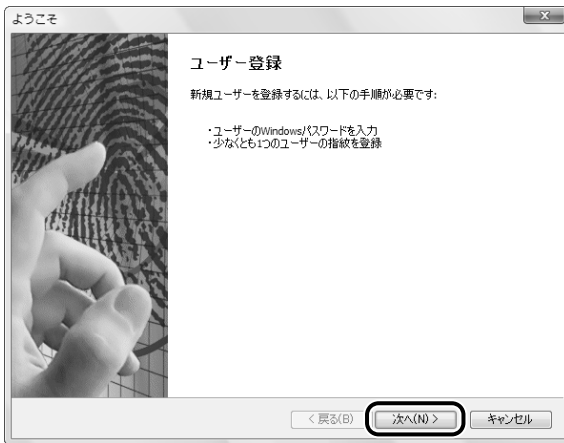 ようこそ
ユーザー登録
新規ユーザーを登録するには、以下の手順が必要です:
・ユーザーのWindowsパスワードを入力
・少なくとも1つのユーザーの指紋を登録
< 戻る(B) 次へ(N) > キャンセル